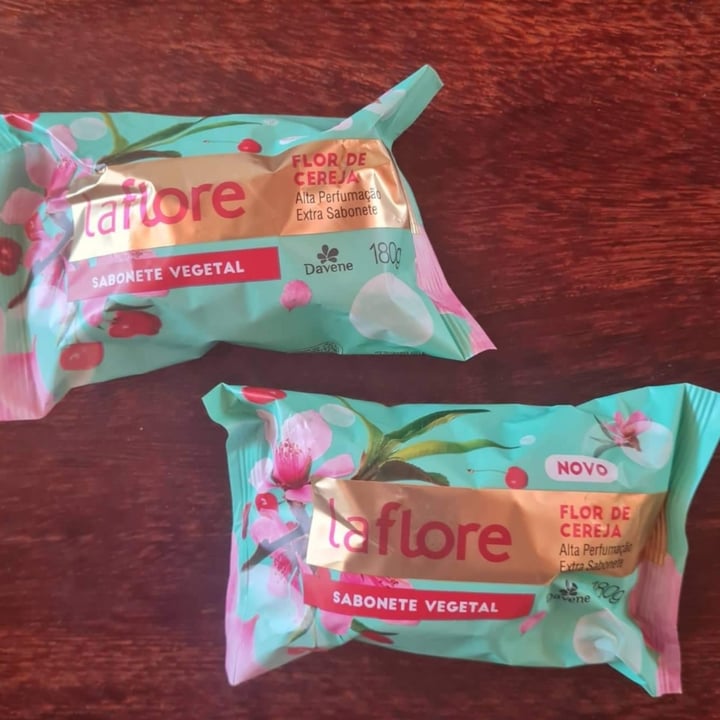 laflore
FLOR DE
CEREJA
Alta Perfumação
Extra Sabonete
SABONETE VEGETAL
Davene
180g
NOVO
laflore
FLOR DE
CEREJA
Alta Perfumação
Extra Sabonete
SABONETE VEGETAL
Davene
180g